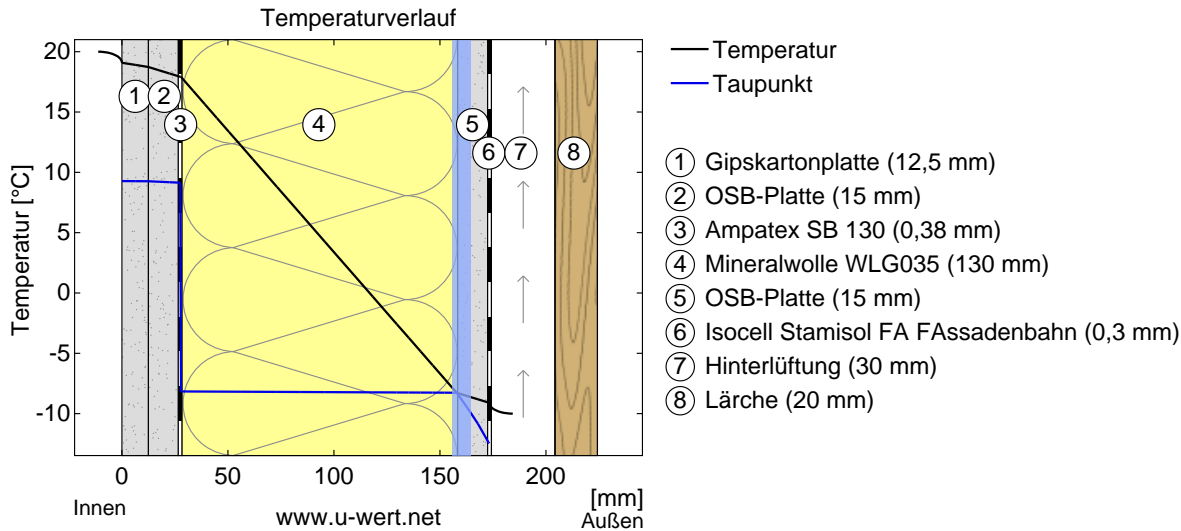 Temperaturverlauf
20
15
10
5
0
-5
-10
Temperatur [°C]
1
2
3
4
5
6
7
8
0
50
100
150
200
[mm]
Innen
www.u-wert.net
Außen
Temperatur
Taupunkt
1 Gipskartonplatte (12,5 mm)
2 OSB-Platte (15 mm)
3 Ampatex SB 130 (0,38 mm)
4 Mineralwolle WLG035 (130 mm)
5 OSB-Platte (15 mm)
6 Isocell Stamisol FA FAssadenbahn (0,3 mm)
7 Hinterlüftung (30 mm)
8 Lärche (20 mm)